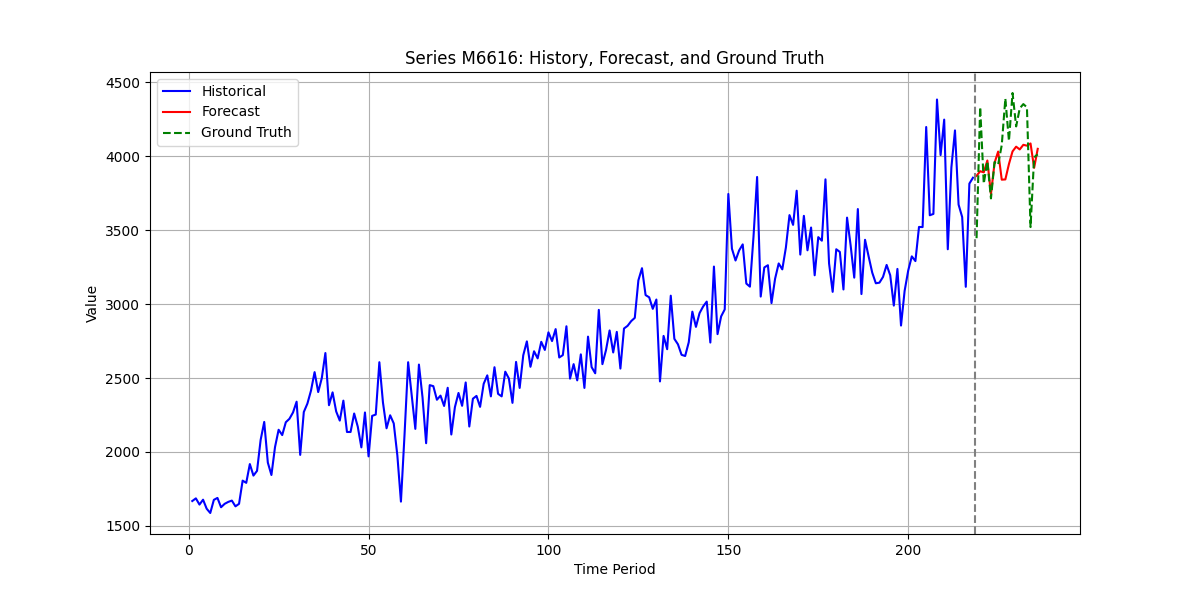 Series M6616: History, Forecast, and Ground Truth
Historical
Forecast
Ground Truth
4500
4000
3500
3000
2500
2000
1500
Value
0
50
100
150
200
Time Period